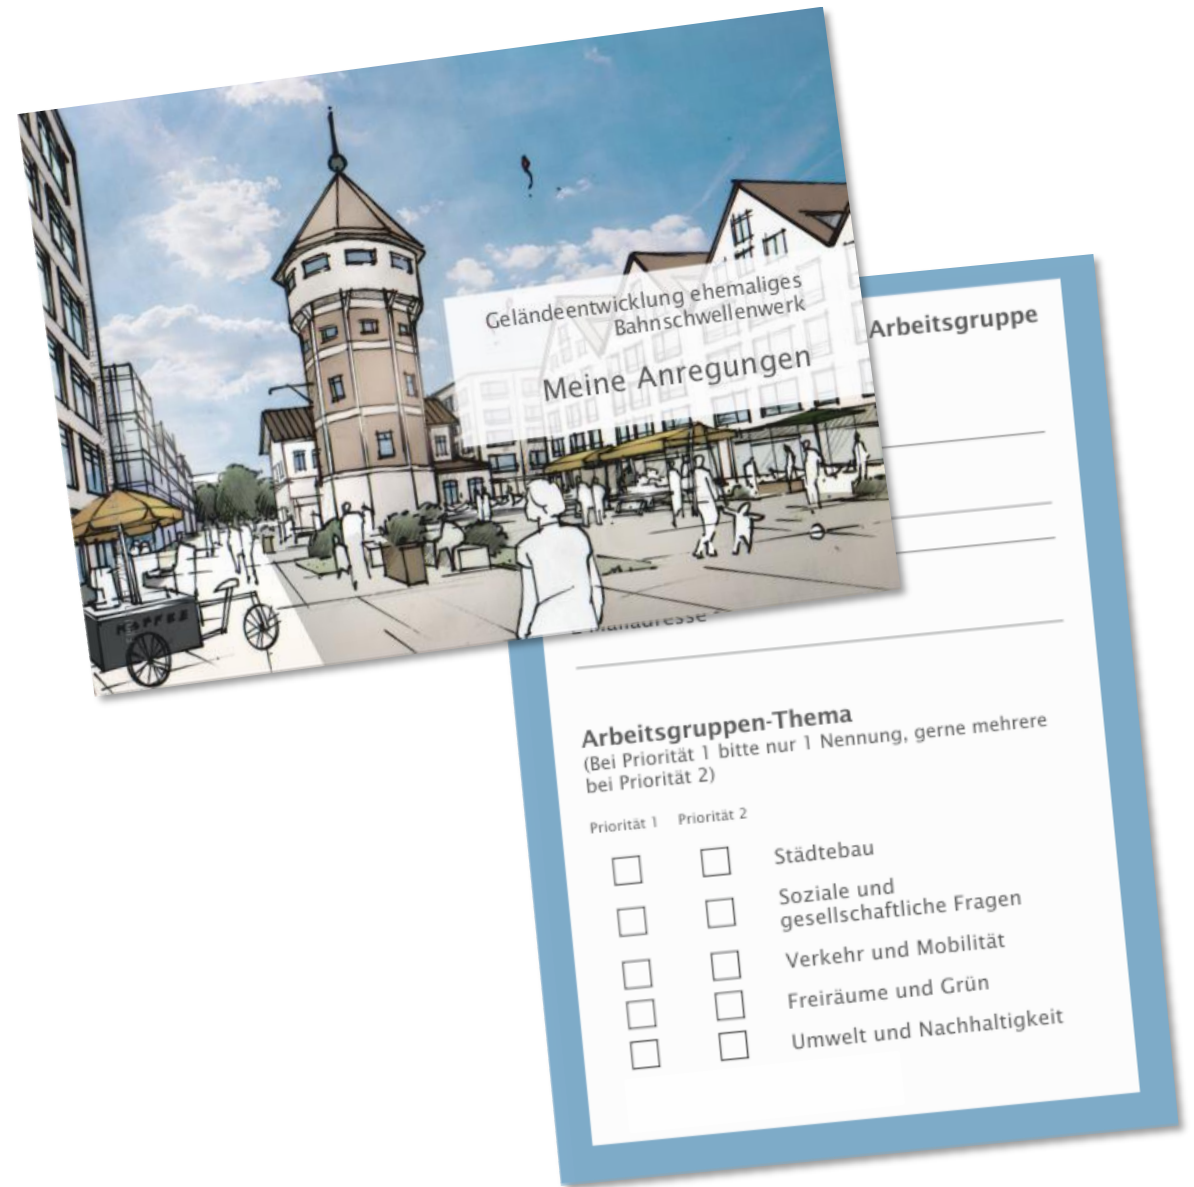 Geländeentwicklung ehemaliges
Bahnschwellenwerk
Meine Anregungen
KAFFEE
Arbeitsgruppe
Arbeitsgruppen-Thema
(Bei Priorität 1 bitte nur 1 Nennung, gerne mehrere
bei Priorität 2)
Priorität 1 Priorität 2
Städtebau
Soziale und
gesellschaftliche Fragen
Verkehr und Mobilität
Freiräume und Grün
Umwelt und Nachhaltigkeit